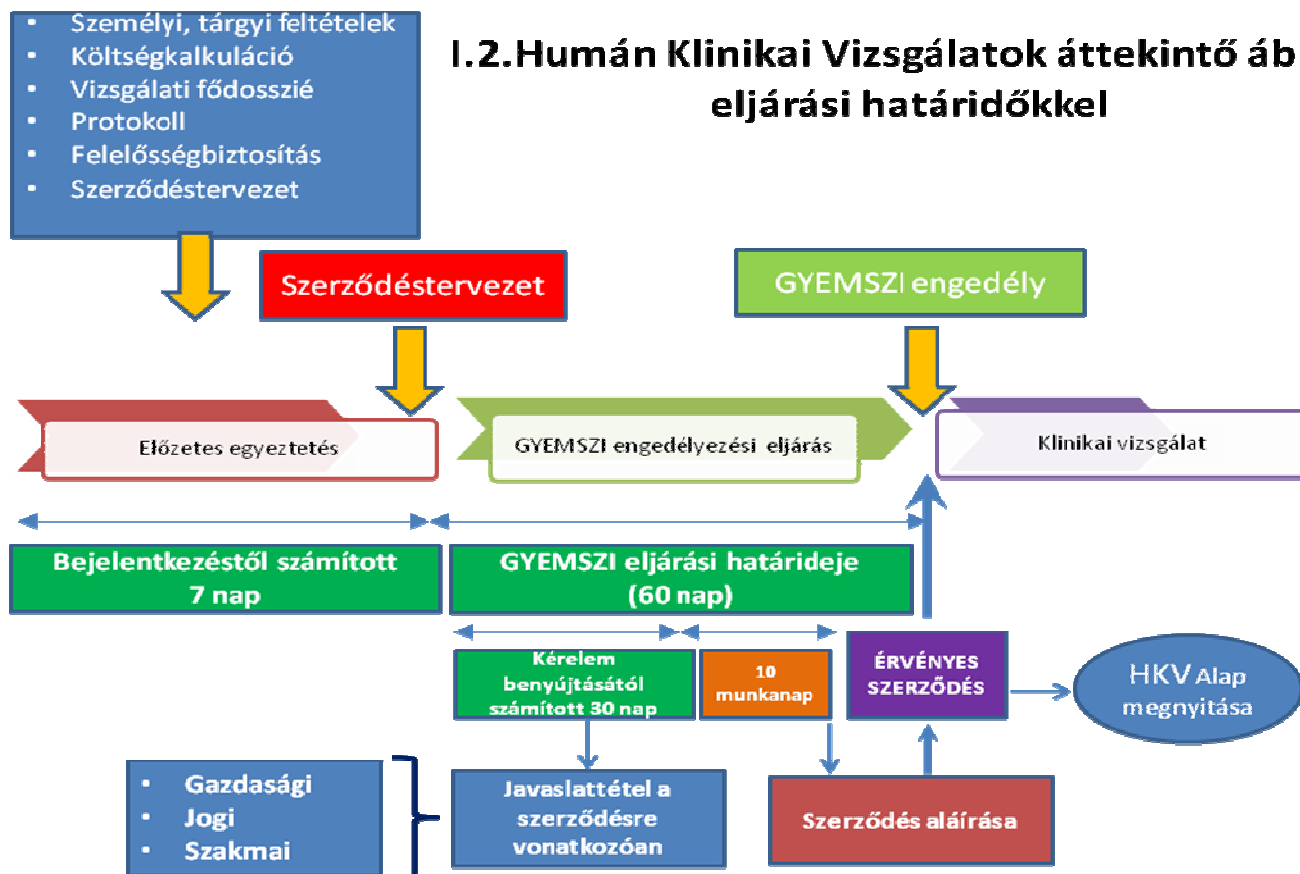 • Személyi, tárgyi feltételek
• Költségkalkuláció
• Vizsgálati fődosszié
• Protokoll
• Felelősségbiztosítás
• Szerződéstervezet
I.2.Humán Klinikai Vizsgálatok áttekintő áb
eljárási határidőkkel
Szerződéstervezet
GYEMSZI engedély
Előzetes egyeztetés
GYEMSZI engedélyezési eljárás
Klinikai vizsgálat
Bejelentkezéstől számított
7 nap
GYEMSZI eljárási határideje
(60 nap)
Kérelem
benyújtásától
számított 30 nap
10
munkanap
ÉRVÉNYES
SZERZŐDÉS
HKV Alap
megnyitása
• Gazdasági
• Jogi
• Szakmai
Javaslattétel a
szerződésre
vonatkozóan
Szerződés aláírása